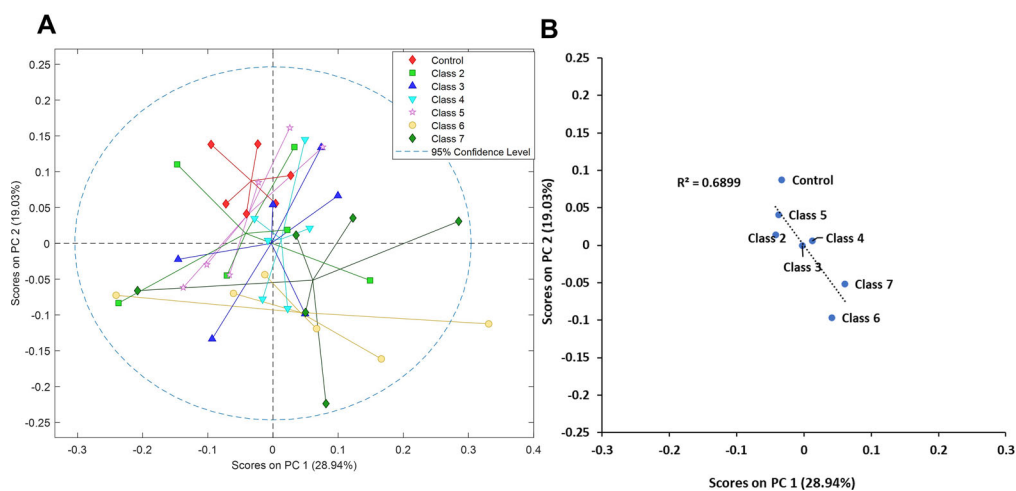 A
0.25
0.2
0.15
0.1
0.05
0
-0.05
-0.1
-0.15
-0.2
-0.25
Scores on PC 2 (19.03%)
-0.3
-0.2
-0.1
0
0.1
0.2
0.3
0.4
Scores on PC 1 (28.94%)
Control
Class 2
Class 3
Class 4
Class 5
Class 6
Class 7
95% Confidence Level
B
0.25
0.2
0.15
0.1
0.05
0
-0.05
-0.1
-0.15
-0.2
-0.25
Scores on PC 2 (19.03%)
R² = 0.6899
Control
Class 5
Class 2
Class 4
Class 3
Class 7
Class 6
-0.3
-0.2
-0.1
0
0.1
0.2
0.3
Scores on PC 1 (28.94%)